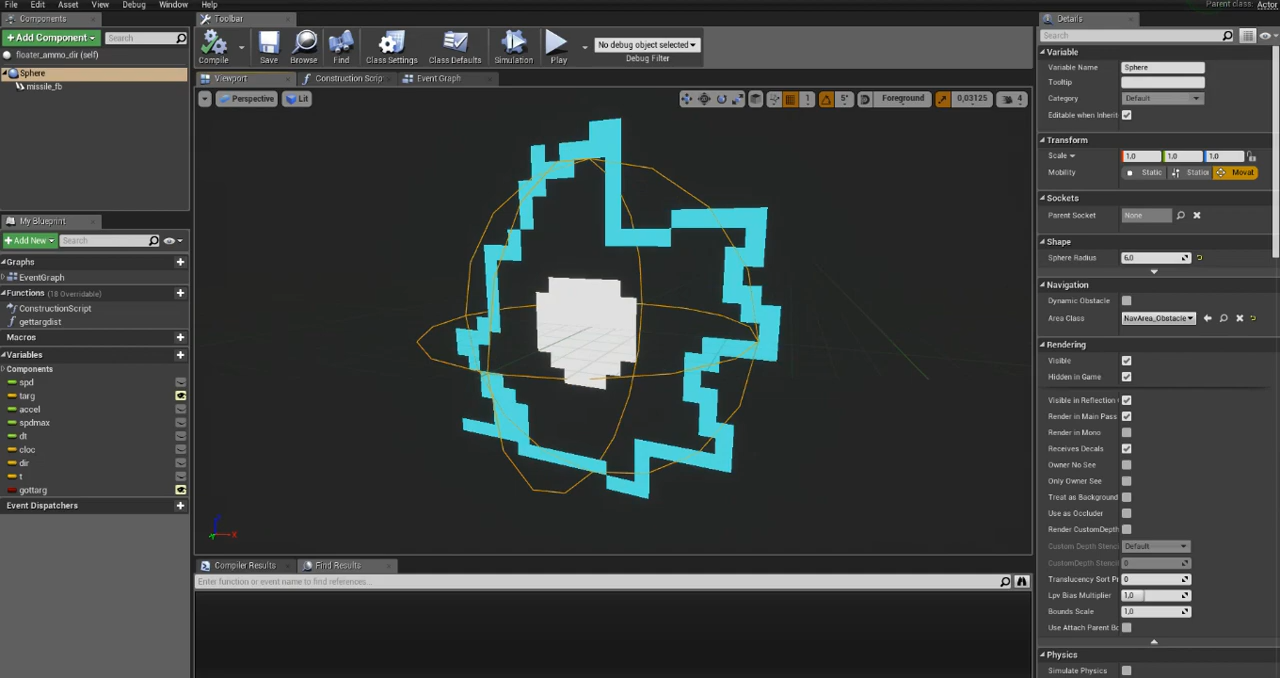 File Edit Asset View Debug Window Help
Parent class: Actor
Components
Toolbar
Details
Add Component
Search
floater_ammo_dir (self)
Sphere
missile_fb
Compile
Save
Browse
Find
Class Settings
Class Defaults
Simulation
Play
No debug object selected
Debug Filter
Viewport
Construction Scrip
Event Graph
Perspective
Lit
1
5°
Foreground
0,03125
4
Search
Variable
Variable Name Sphere
Tooltip
Category Default
Editable when Inherit
Transform
Scale 1.0 1.0 1.0
Mobility Static Station Movat
Sockets
Parent Socket None
Shape
Sphere Radius 6.0
Navigation
Dynamic Obstacle
Area Class NavArea_Obstacle
Rendering
Visible
Hidden in Game
Visible in Reflection
Render in Main Pass
Render in Mono
Receives Decals
Owner No See
Only Owner See
Treat as Background
Use as Occluder
Render CustomDepth
Custom Depth Stenci Default
CustomDepth Stenci 0
Translucency Sort Pr 0
Lpv Bias Multiplier 1,0
Bounds Scale 1,0
Use Attach Parent Bo
Physics
Simulate Physics
My Blueprint
Add New
Search
Graphs
EventGraph
Functions (18 Overridable)
ConstructionScript
gettargdist
Macros
Variables
Components
spd
targ
accel
spdmax
dt
cloc
dir
t
gottarg
Event Dispatchers
Z
X
Compiler Results
Find Results
Enter function or event name to find references...